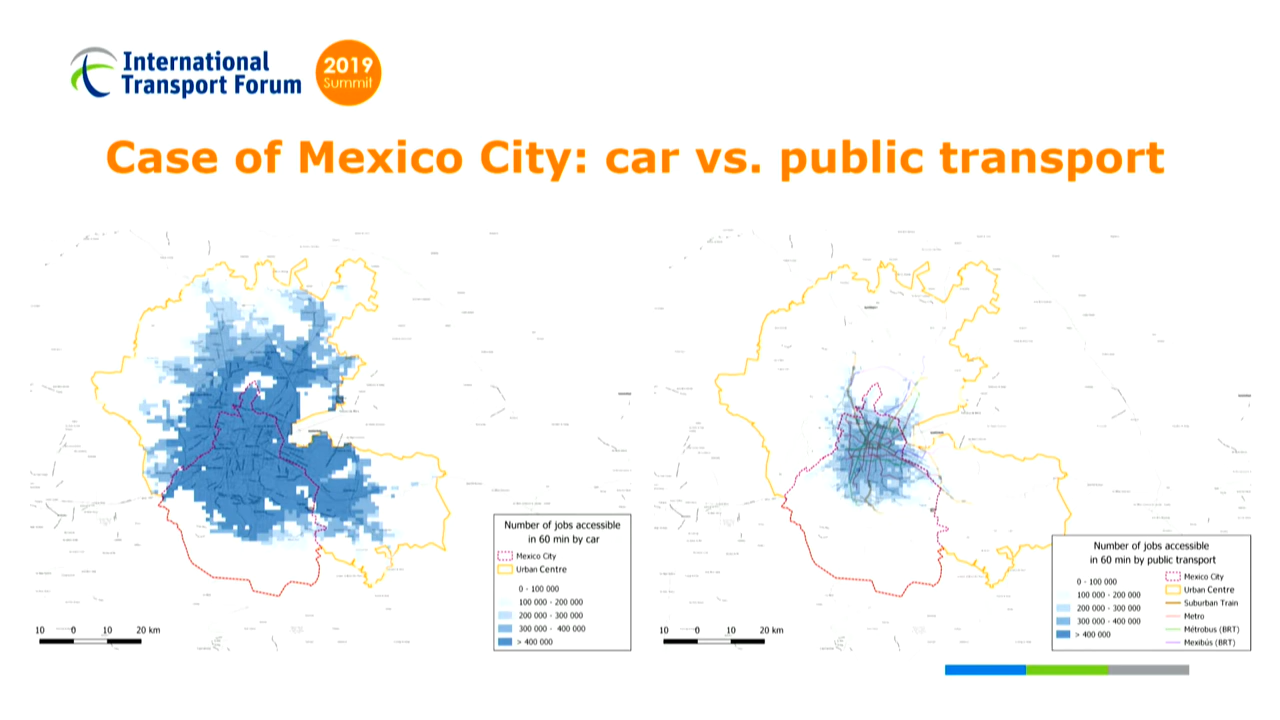 International
Transport Forum
2019
Summit
Case of Mexico City: car vs. public transport
Number of jobs accessible
in 60 min by car
Mexico City
Urban Centre
0 - 100 000
100 000 - 200 000
200 000 - 300 000
300 000 - 400 000
> 400 000
10 0 10 20 km
Number of jobs accessible
in 60 min by public transport
0 - 100 000
100 000 - 200 000
200 000 - 300 000
300 000 - 400 000
> 400 000
Mexico City
Urban Centre
Suburban Train
Metro
Métrobus (BRT)
Mexibús (BRT)
10 0 10 20 km